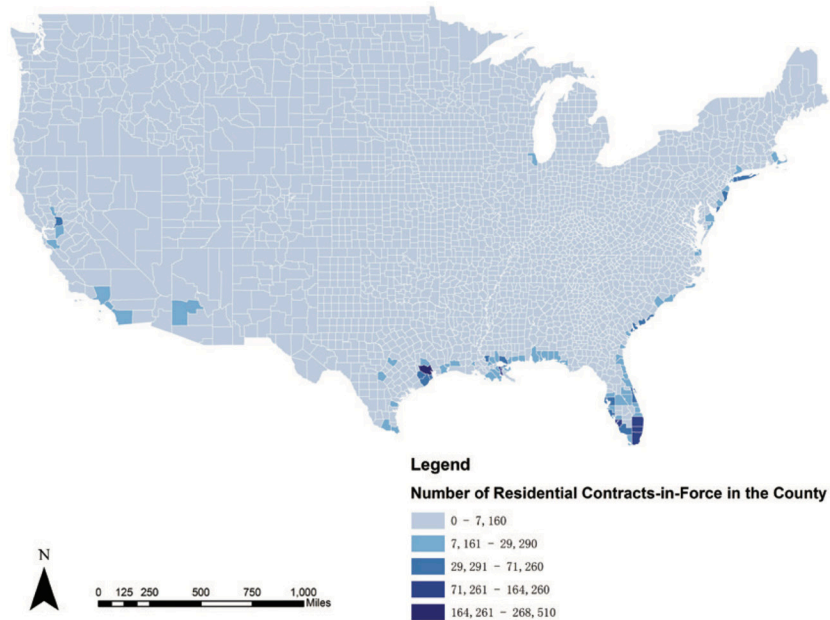 Legend
Number of Residential Contracts-in-Force in the County
0 - 7, 160
7, 161 - 29, 290
29, 291 - 71, 260
71, 261 - 164, 260
164, 261 - 268, 510
N
0 125 250 500 750 1,000
Miles